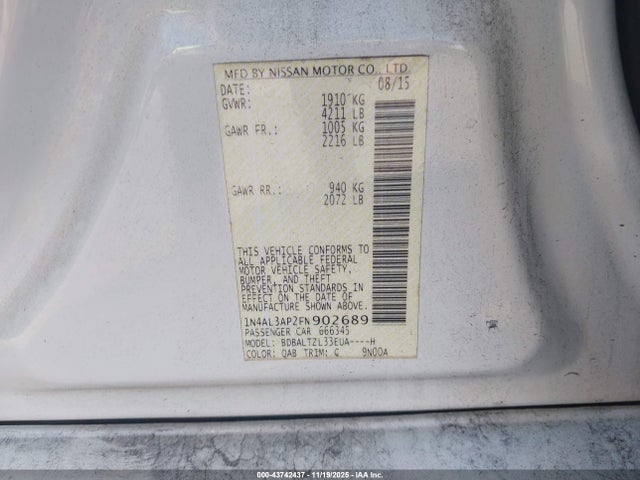 MFD BY NISSAN MOTOR CO., LTD.
DATE: 08/15
GVWR: 1910 KG
4211 LB
GAWR FR.: 1005 KG
2216 LB
GAWR RR.: 940 KG
2072 LB
THIS VEHICLE CONFORMS TO
ALL APPLICABLE FEDERAL
MOTOR VEHICLE SAFETY,
BUMPER, AND THEFT
PREVENTION STANDARDS IN
EFFECT ON THE DATE OF
MANUFACTURE SHOWN ABOVE.
1N4AL3AP2FN902689
PASSENGER CAR 666345
MODEL: BDBALTZL33EUA----H
COLOR: QAB TRIM: G 9N0DA
00-43742437 - 11/19/2025 - IAA Inc.